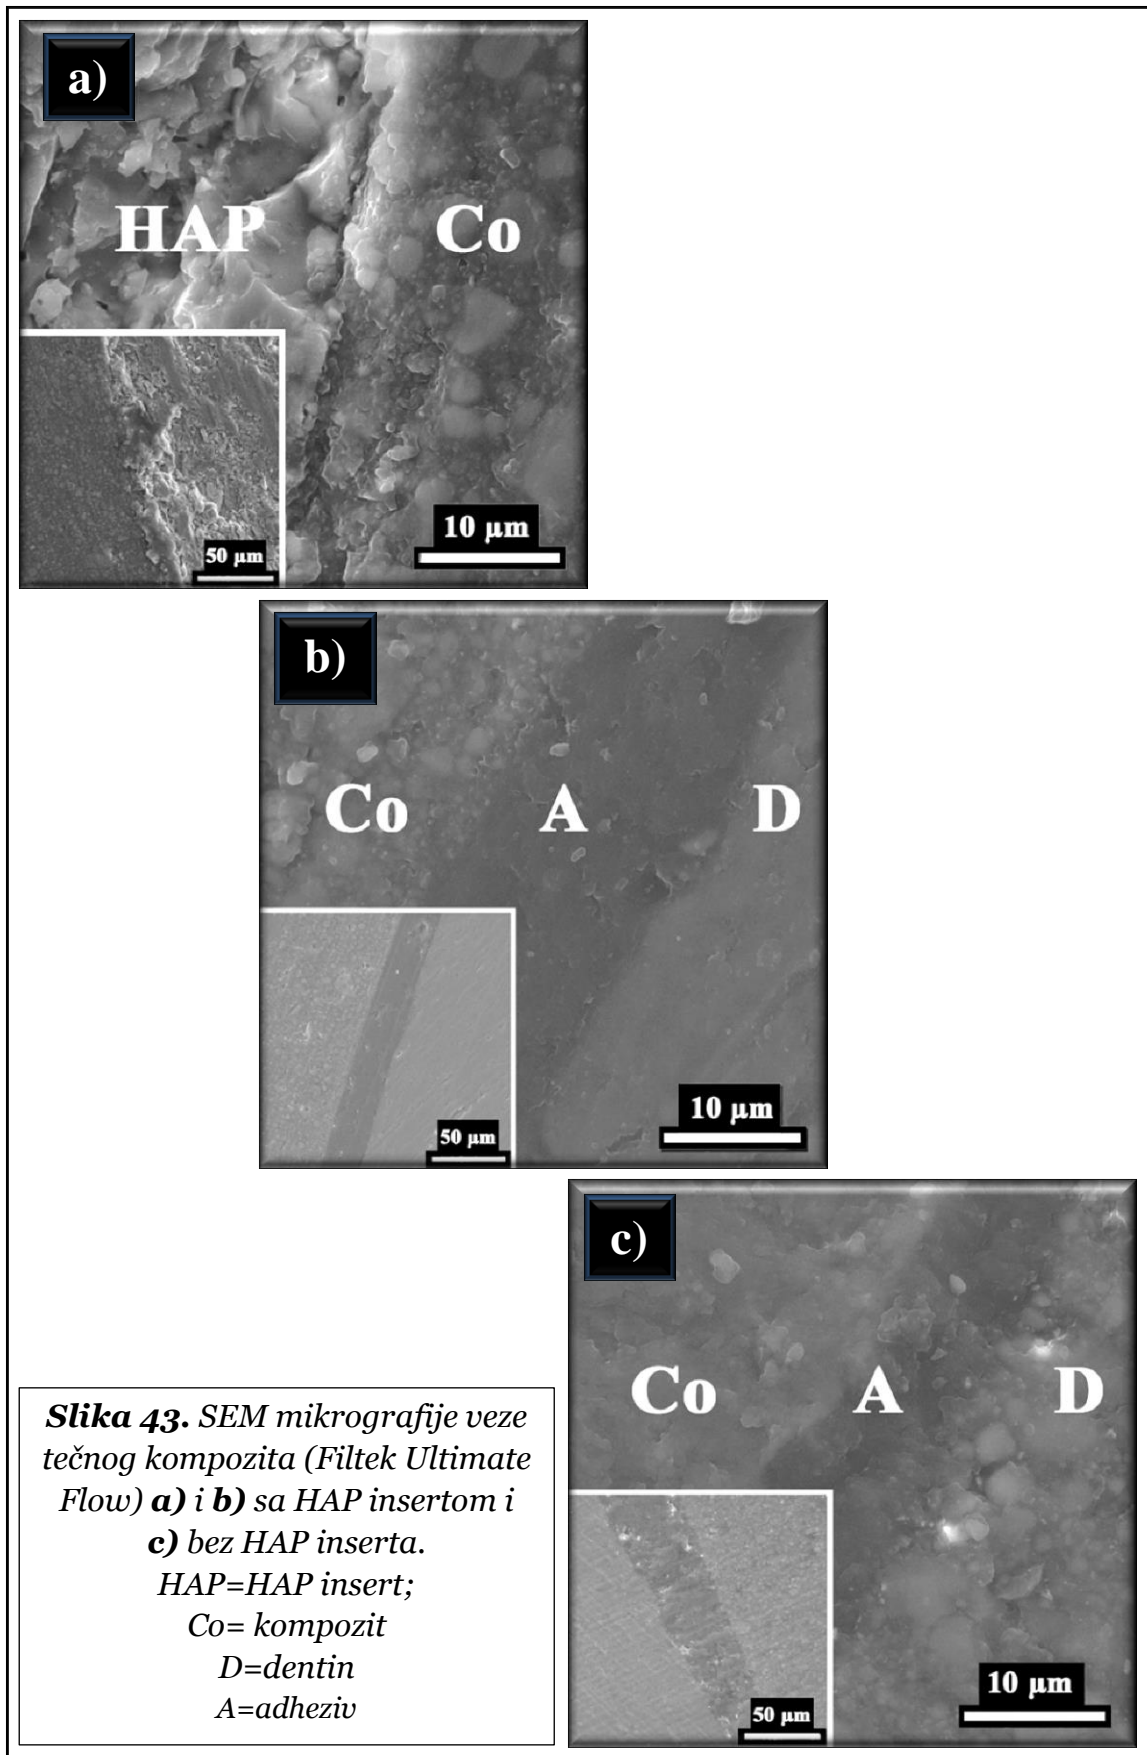 a)
HAP Co
50 µm
10 µm
b)
Co A D
50 µm
10 µm
c)
Co A D
50 µm
10 µm
Slika 43. SEM mikrografije veze
tečnog kompozita (Filtek Ultimate
Flow) a) i b) sa HAP insertom i
c) bez HAP inserta.
HAP=HAP insert;
Co= kompozit
D=dentin
A=adheziv